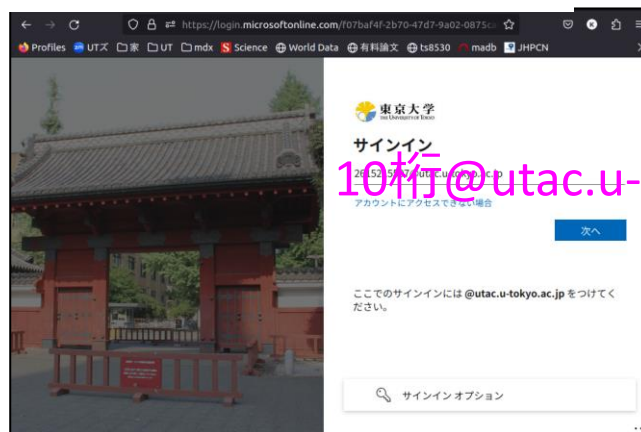 https://login.microsoftonline.com/f07baf4f-2b70-47d7-9a02-0875c
Profiles UTズ 家 UT mdx Science World Data 有料論文 ts8530 madb JHPCN
東京大学
THE UNIVERSITY OF TOKYO
サインイン
10桁@utac.u-
アカウントにアクセスできない場合
次へ
ここでのサインインには @utac.u-tokyo.ac.jp をつけてく
ださい。
サインイン オプション